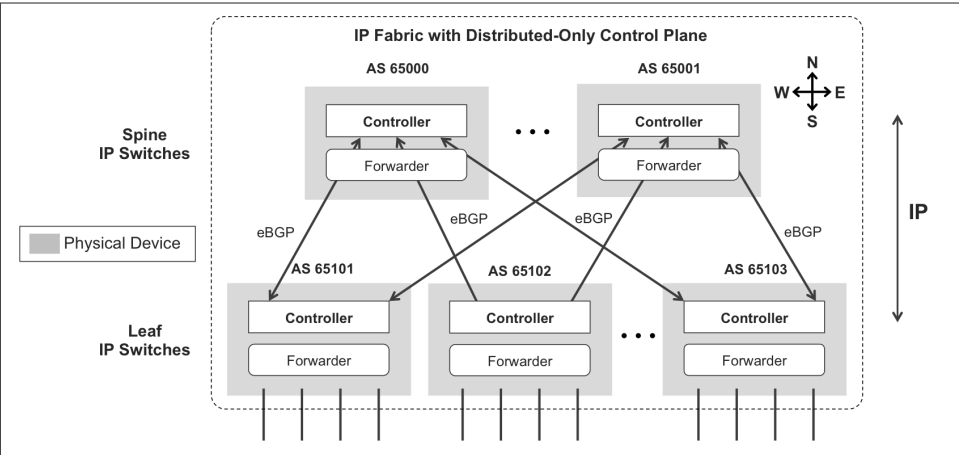 IP Fabric with Distributed-Only Control Plane
AS 65000
AS 65001
N
W
E
S
Spine
IP Switches
Controller
Forwarder
Controller
Forwarder
IP
Physical Device
eBGP
eBGP
eBGP
AS 65101
AS 65102
AS 65103
Leaf
IP Switches
Controller
Forwarder
Controller
Forwarder
Controller
Forwarder